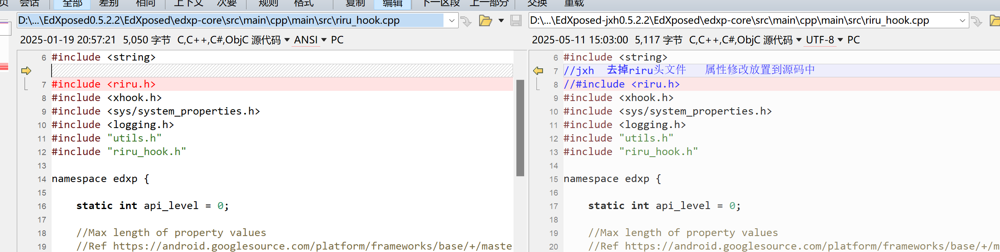 页 会话 全部 差别 相同 上下文 次要 规则 格式 复制 编辑 下一区段 上一部分 交换 重载
D:\...\EdXposed0.5.2.2\EdXposed\edxp-core\src\main\cpp\main\src\riru_hook.cpp
2025-01-19 20:57:21 5,050 字节 C,C++,C#,ObjC 源代码 ANSI PC
6 #include <string>
7 #include <riru.h>
8 #include <xhook.h>
9 #include <sys/system_properties.h>
10 #include <logging.h>
11 #include "utils.h"
12 #include "riru_hook.h"
13
14 namespace edxp {
15
16 static int api_level = 0;
17
18 //Max length of property values
19 //Ref https://android.googlesource.com/platform/frameworks/base/+/maste
D:\...\EdXposed-jxh0.5.2.2\EdXposed\edxp-core\src\main\cpp\main\src\riru_hook.cpp
2025-05-11 15:03:00 5,117 字节 C,C++,C#,ObjC 源代码 UTF-8 PC
6 #include <string>
7 //jxh 去掉riru头文件 属性修改放置到源码中
8 //#include <riru.h>
9 #include <xhook.h>
10 #include <sys/system_properties.h>
11 #include <logging.h>
12 #include "utils.h"
13 #include "riru_hook.h"
14
15 namespace edxp {
16
17 static int api_level = 0;
18
19 //Max length of property values
20 //Ref https://android.googlesource.com/platform/frameworks/base/+/m